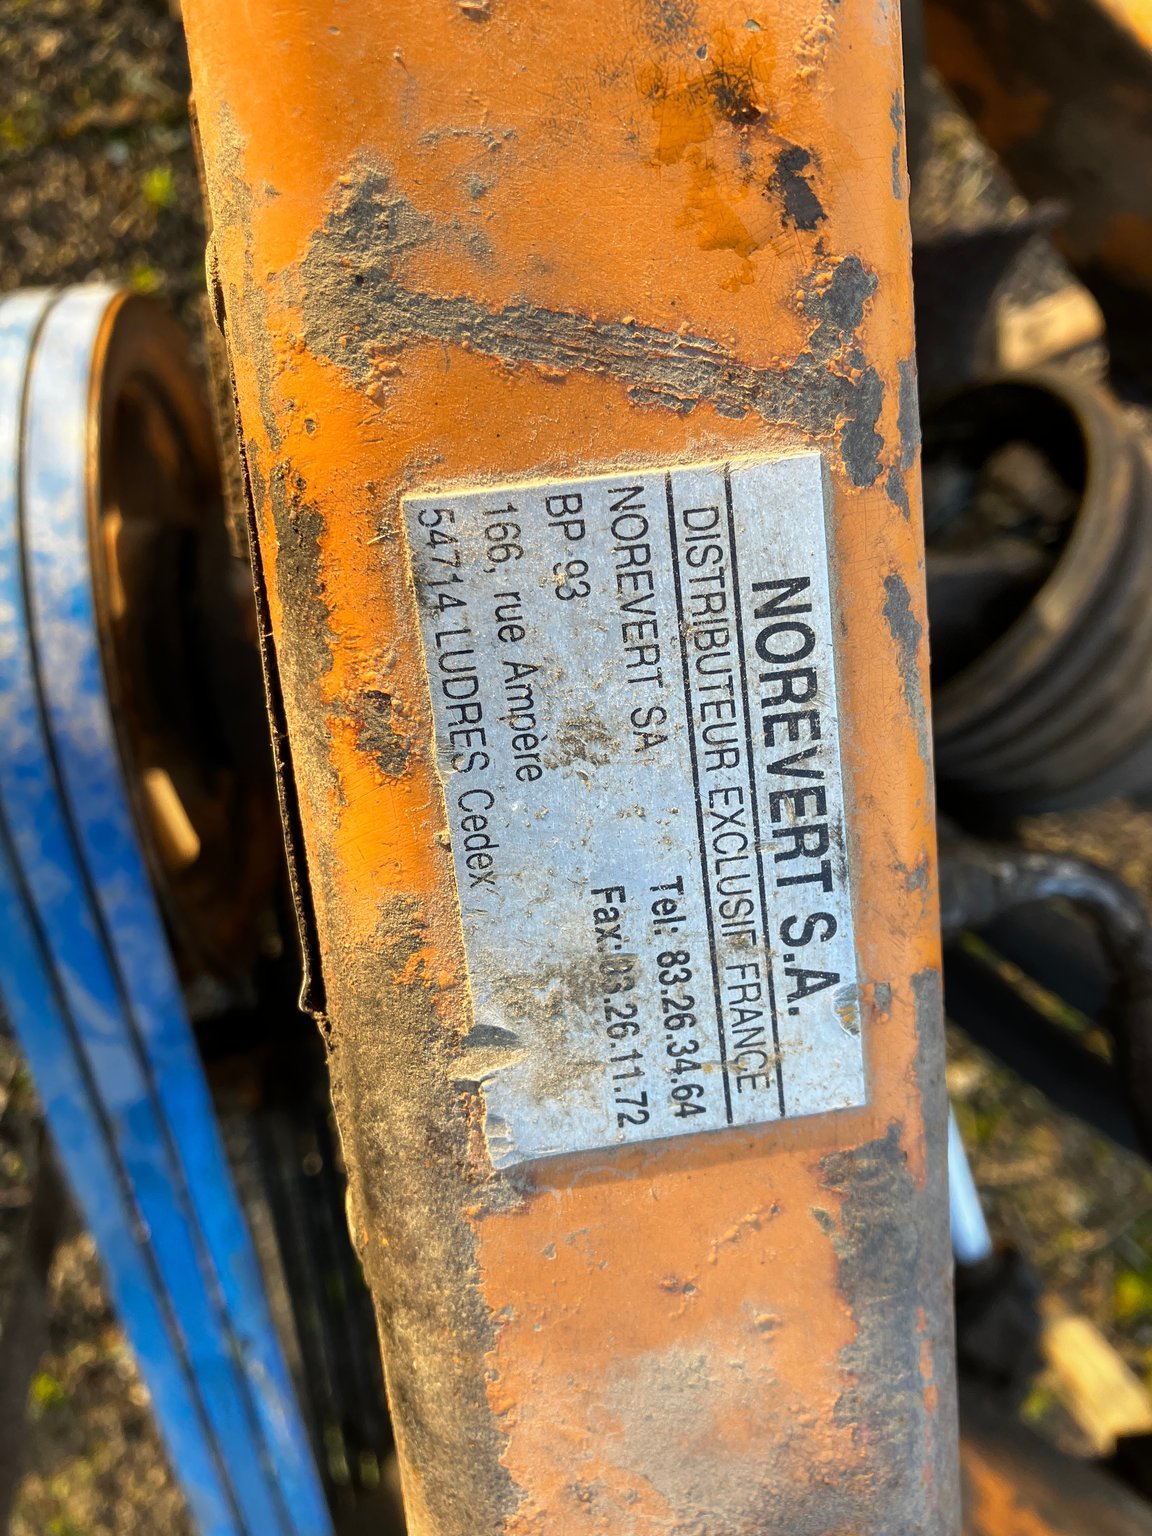 NOREVERT S.A.
DISTRIBUTEUR EXCLUSIF FRANCE
NOREVERT SA Tel: 83.26.34.64
BP 93 Fax: 83.26.11.72
166, rue Ampère
54714 LUDRES Cedex